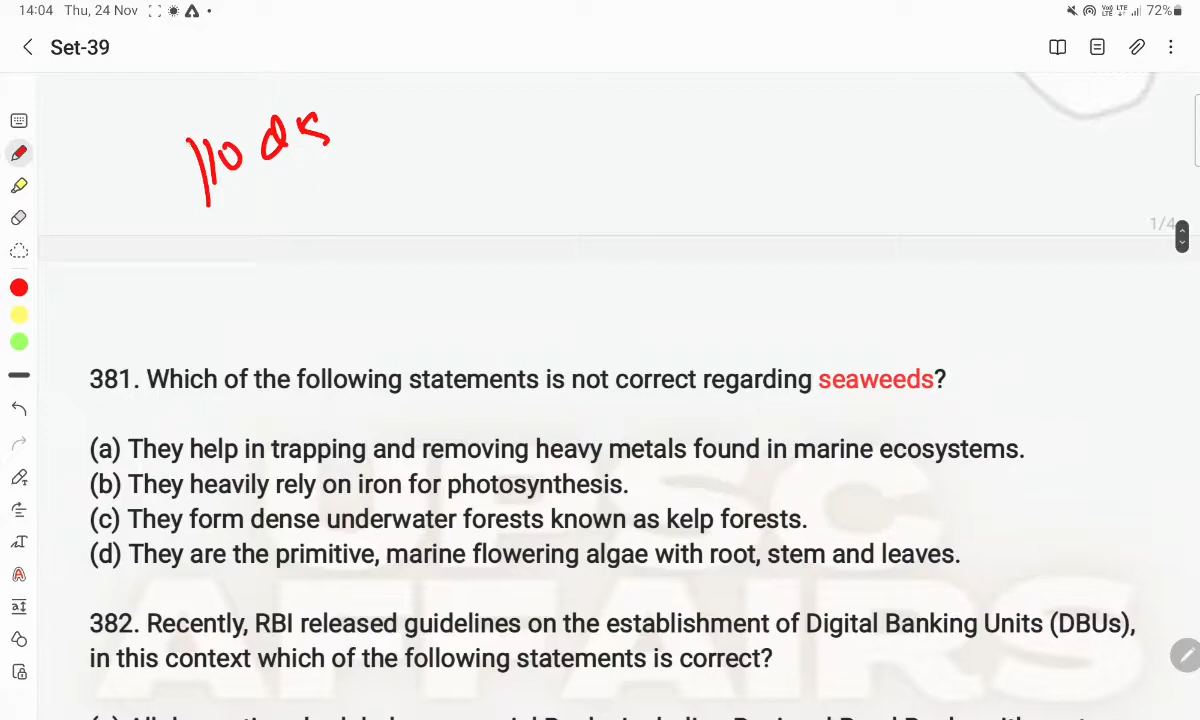 14:04 Thu, 24 Nov
72%
Set-39
110
1/4
381. Which of the following statements is not correct regarding seaweeds?
(a) They help in trapping and removing heavy metals found in marine ecosystems.
(b) They heavily rely on iron for photosynthesis.
(c) They form dense underwater forests known as kelp forests.
(d) They are the primitive, marine flowering algae with root, stem and leaves.
UPSC
AFFAIRS
382. Recently, RBI released guidelines on the establishment of Digital Banking Units (DBUs),
in this context which of the following statements is correct?